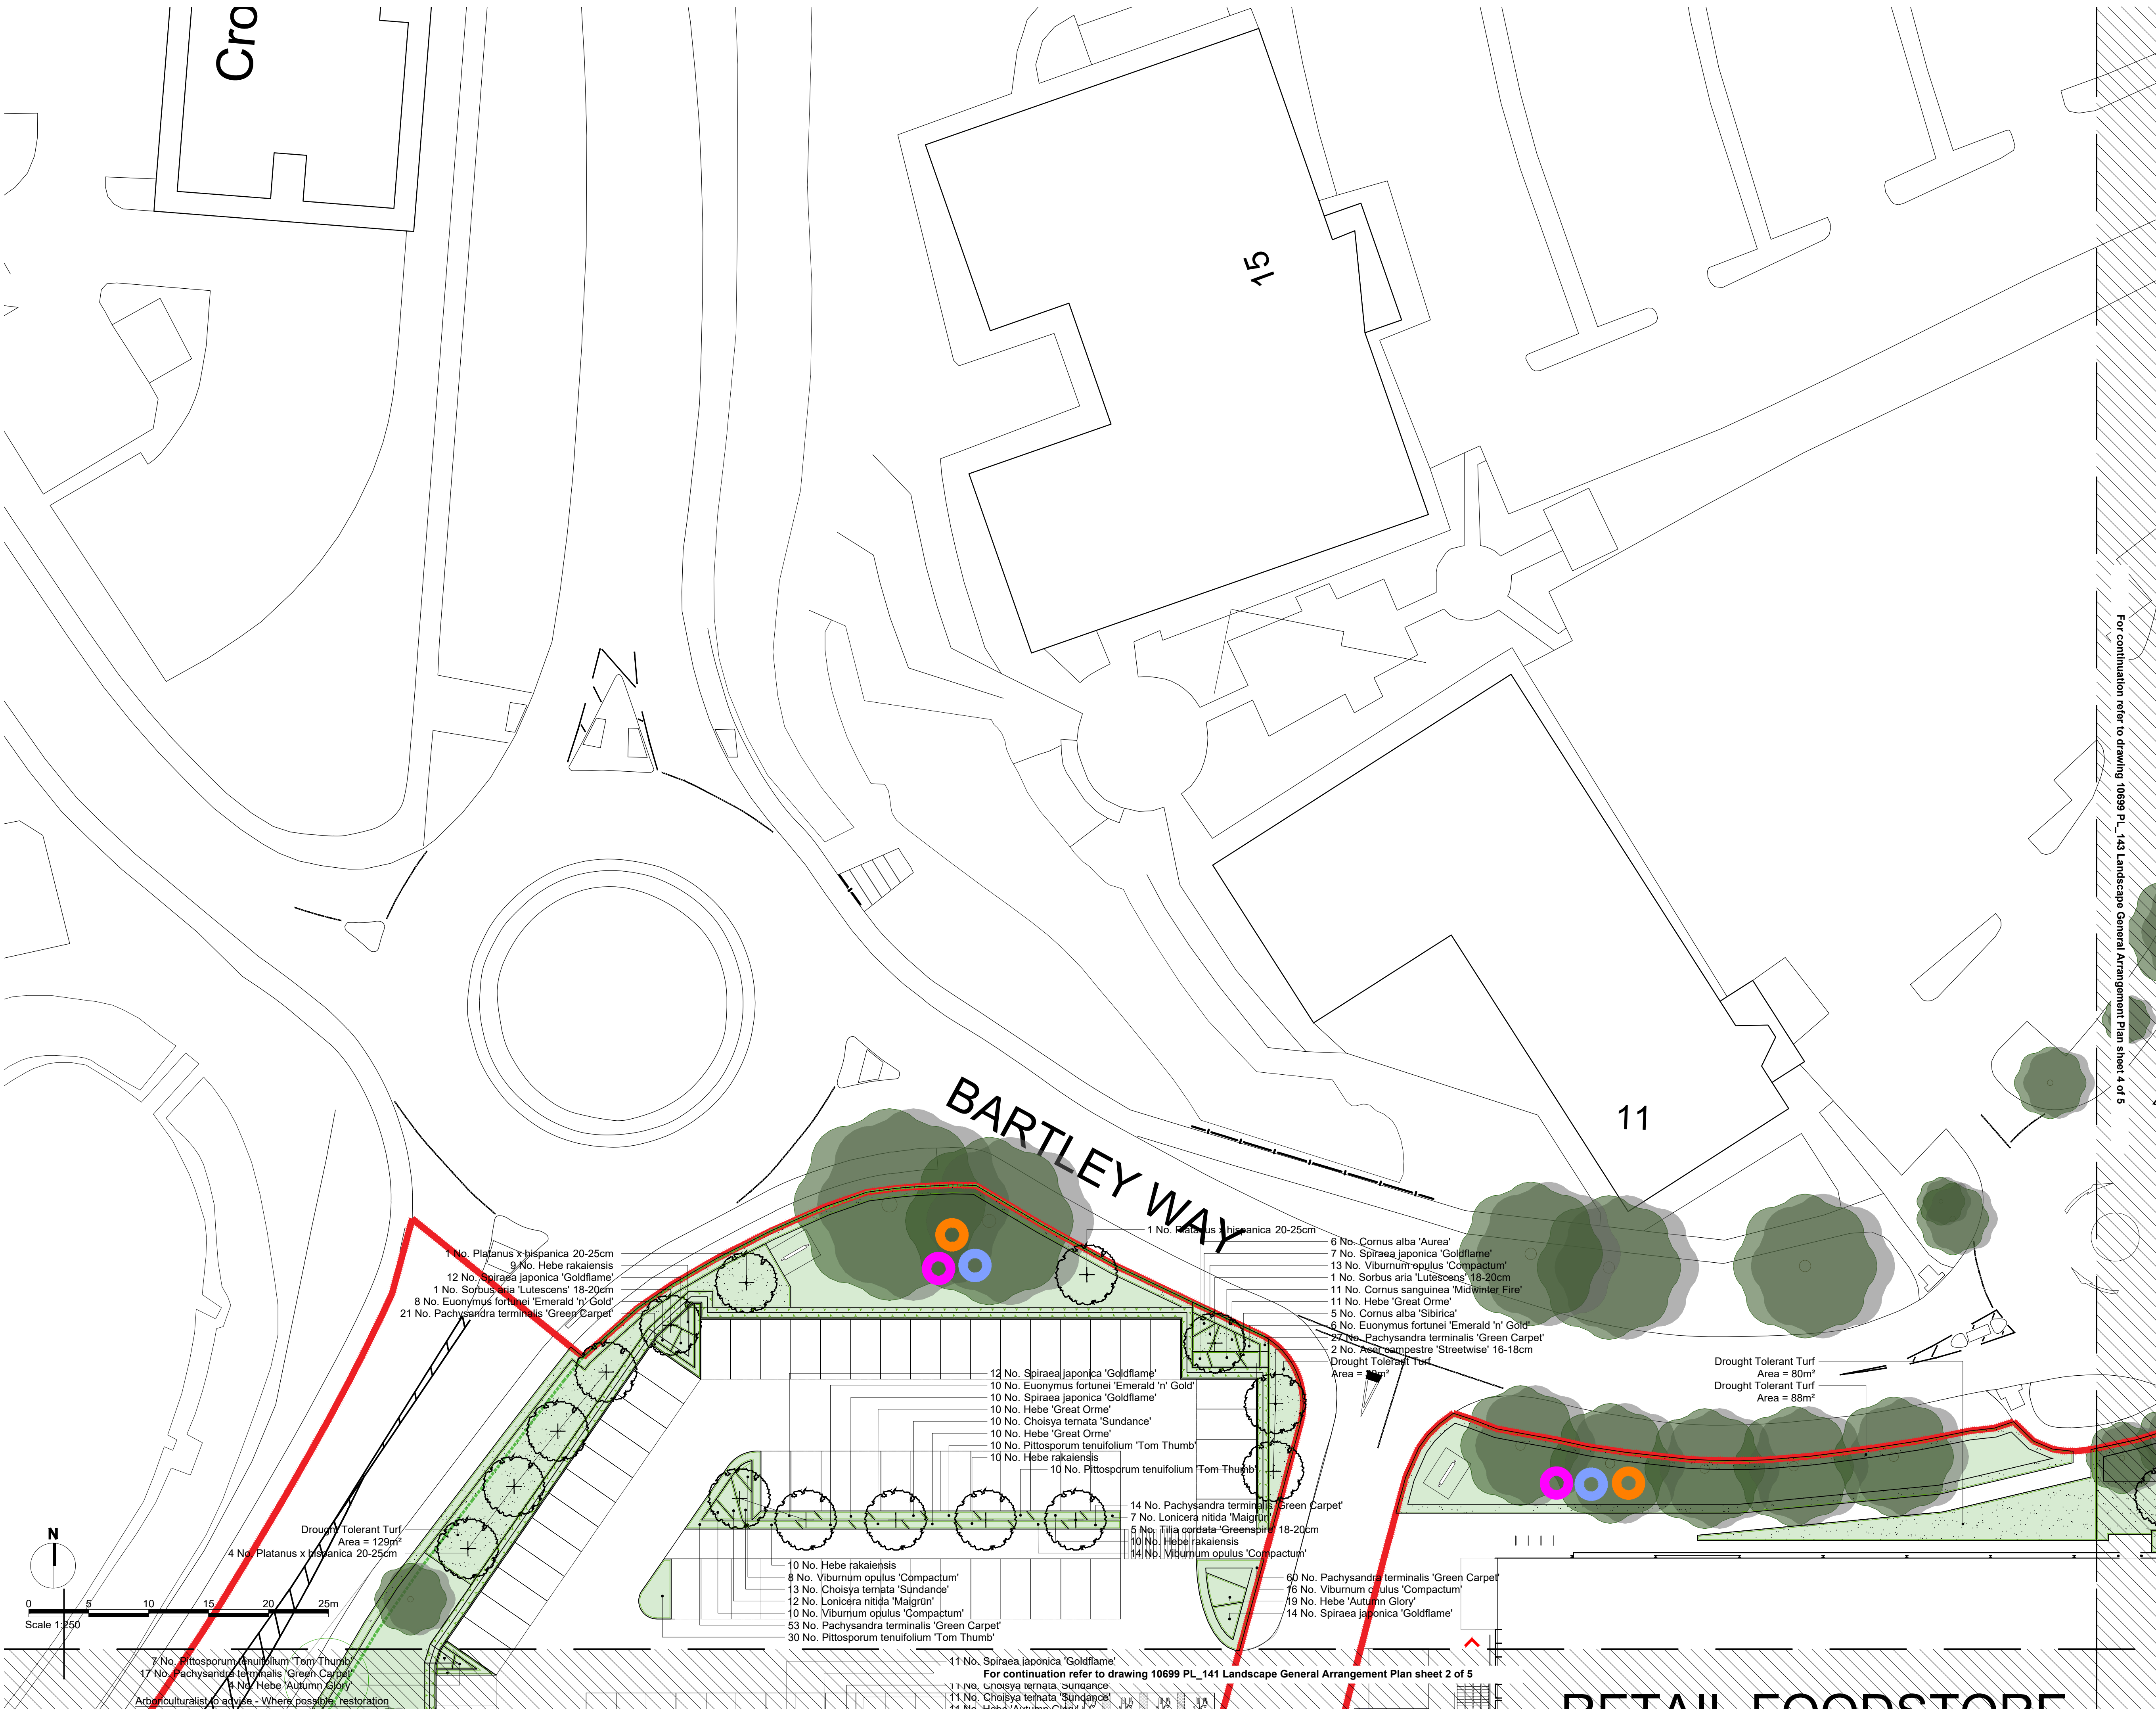 Cro
15
11
BARTLEY WAY
For continuation refer to drawing 10699 PL_143 Landscape General Arrangement Plan sheet 4 of 5
1 No. Platanus x hispanica 20-25cm
9 No. Hebe rakaiensis
12 No. Spiraea japonica 'Goldflame'
1 No. Sorbus aria 'Lutescens' 18-20cm
8 No. Euonymus fortunei 'Emerald 'n' Gold'
21 No. Pachysandra terminalis 'Green Carpet'
1 No. Platanus x hispanica 20-25cm
6 No. Cornus alba 'Aurea'
7 No. Spiraea japonica 'Goldflame'
13 No. Viburnum opulus 'Compactum'
1 No. Sorbus aria 'Lutescens' 18-20cm
11 No. Cornus sanguinea 'Midwinter Fire'
11 No. Hebe 'Great Orme'
5 No. Cornus alba 'Sibirica'
6 No. Euonymus fortunei 'Emerald 'n' Gold'
27 No. Pachysandra terminalis 'Green Carpet'
2 No. Acer campestre 'Streetwise' 16-18cm
Drought Tolerant Turf
Area =
Drought Tolerant Turf
Area = 80m²
Drought Tolerant Turf
Area = 88m²
12 No. Spiraea japonica 'Goldflame'
10 No. Euonymus fortunei 'Emerald 'n' Gold'
10 No. Spiraea japonica 'Goldflame'
10 No. Hebe 'Great Orme'
10 No. Choisya ternata 'Sundance'
10 No. Hebe 'Great Orme'
10 No. Pittosporum tenuifolium 'Tom Thumb'
10 No. Hebe rakaiensis
10 No. Pittosporum tenuifolium 'Tom Thumb'
14 No. Pachysandra terminalis 'Green Carpet'
7 No. Lonicera nitida 'Maigrün'
5 No. Tilia cordata 'Greenspire' 18-20cm
10 No. Hebe rakaiensis
14 No. Viburnum opulus 'Compactum'
Drought Tolerant Turf
Area = 129m²
4 No. Platanus x hispanica 20-25cm
10 No. Hebe rakaiensis
8 No. Viburnum opulus 'Compactum'
13 No. Choisya ternata 'Sundance'
12 No. Lonicera nitida 'Maigrün'
10 No. Viburnum opulus 'Compactum'
53 No. Pachysandra terminalis 'Green Carpet'
30 No. Pittosporum tenuifolium 'Tom Thumb'
60 No. Pachysandra terminalis 'Green Carpet'
16 No. Viburnum opulus 'Compactum'
19 No. Hebe 'Autumn Glory'
14 No. Spiraea japonica 'Goldflame'
N
0 5 10 15 20 25m
Scale 1:250
7 No. Pittosporum tenuifolium 'Tom Thumb'
17 No. Pachysandra terminalis 'Green Carpet'
4 No. Hebe 'Autumn Glory'
Arboriculturalist to advise - Where possible, restoration
11 No. Spiraea japonica 'Goldflame'
For continuation refer to drawing 10699 PL_141 Landscape General Arrangement Plan sheet 2 of 5
11 No. Choisya ternata 'Sundance'
11 No. Choisya ternata 'Sundance'
11 No. Hebe 'Autumn Glory'
RETAIL FOODSTORE